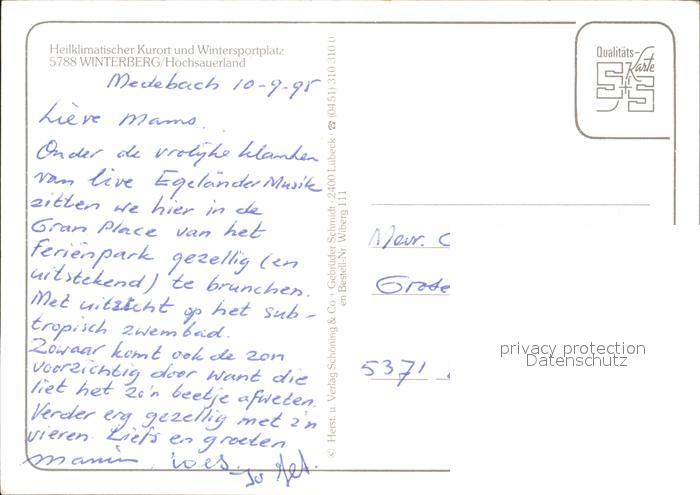 Heilklimatischer Kurort und Wintersportplatz
5788 WINTERBERG/Hochsauerland
Medebach 10-9-95
Lieve Mams.
Onder de vrolijke klanken
van live Egeländer Musik
zitten we hier in de
Gran Place van het
Feriënpark gezellig (en
uitstekend) te brunchen.
Met uitzicht op het sub-
tropisch zwembad.
Zowaar komt ook de zon
voorzichtig door want die
liet het zo'n beetje afweten.
Verder erg gezellig met z'n
vieren. Liefs en groeten
© Herst. u. Verlag Schöning & Co · Gebrüder Schmidt · 2400 Lübeck · ☎ (0451) 310 310 0
en Bestell-Nr. Wiberg 111
Qualitäts-
Karte
S+S
Mevr. C
Grote
5371
privacy protection
Datenschutz